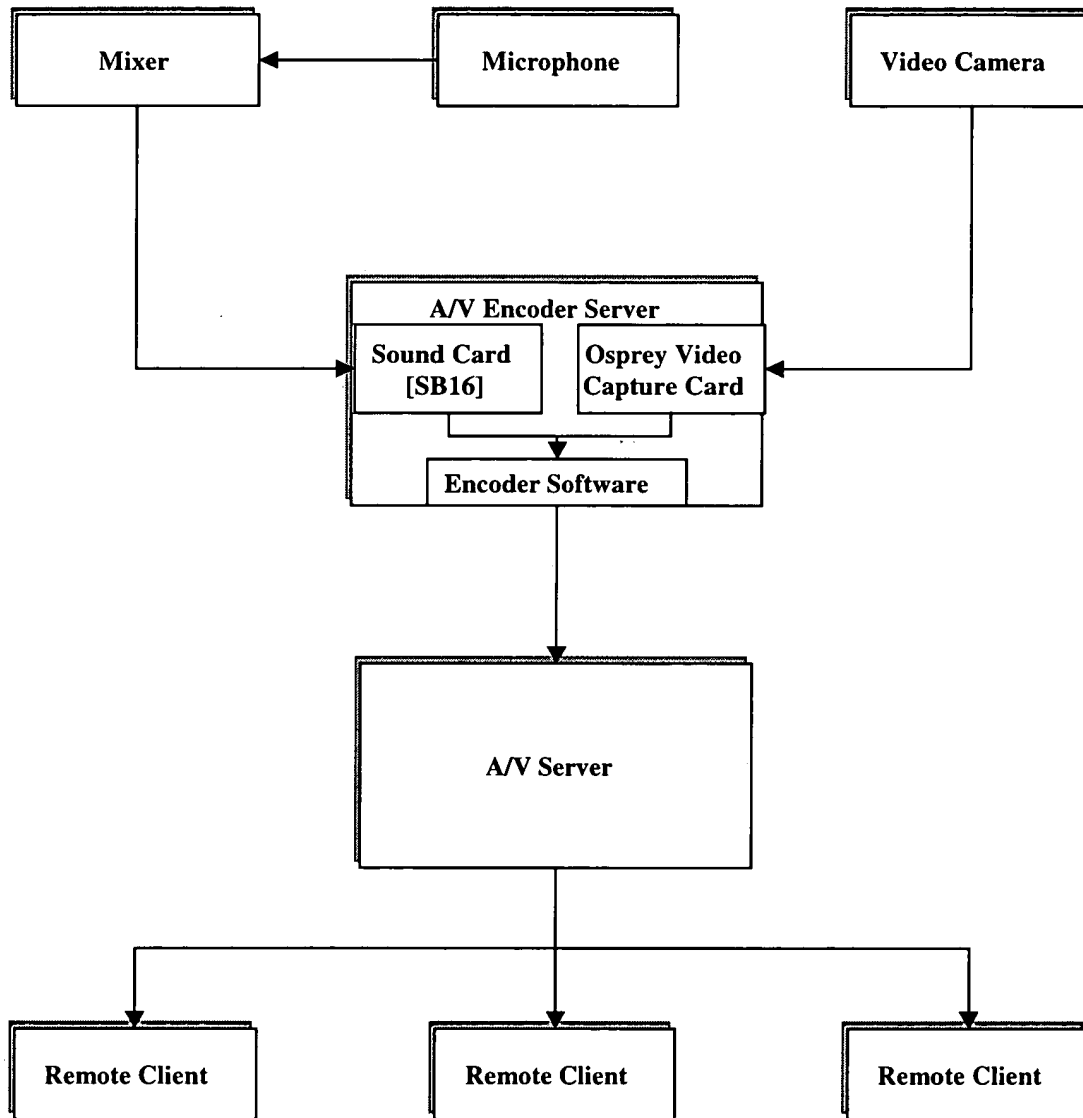 Mixer
Microphone
Video Camera
A/V Encoder Server
Sound Card
[SB16]
Osprey Video
Capture Card
Encoder Software
A/V Server
Remote Client
Remote Client
Remote Client